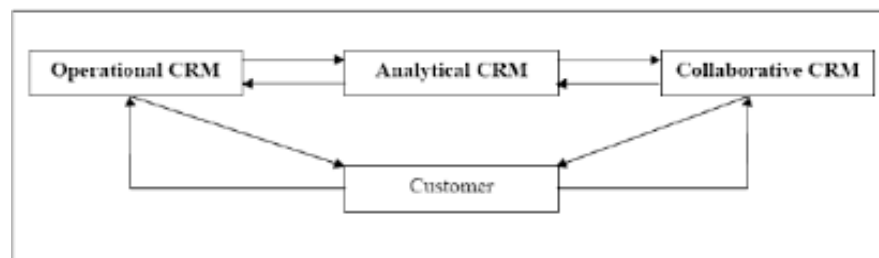 Operational CRM
Analytical CRM
Collaborative CRM
Customer